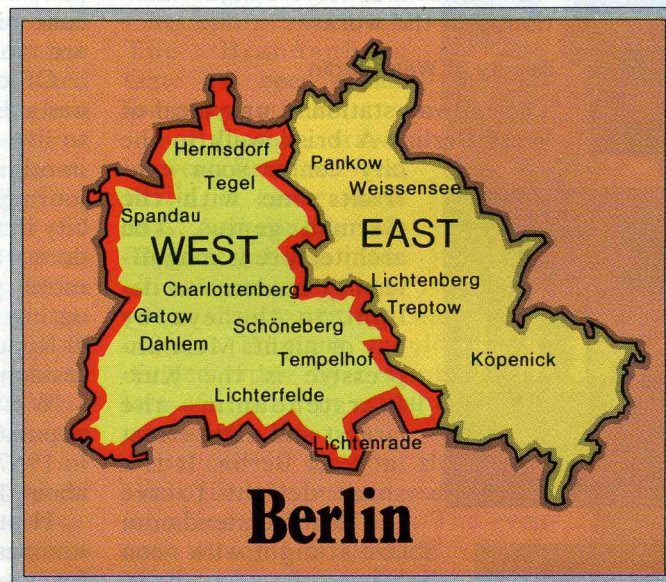 Hermsdorf
Tegel
Pankow
Weissensee
Spandau
WEST
EAST
Charlottenberg
Lichtenberg
Treptow
Gatow
Dahlem
Schöneberg
Tempelhof
Köpenick
Lichterfelde
Lichtenrade
Berlin